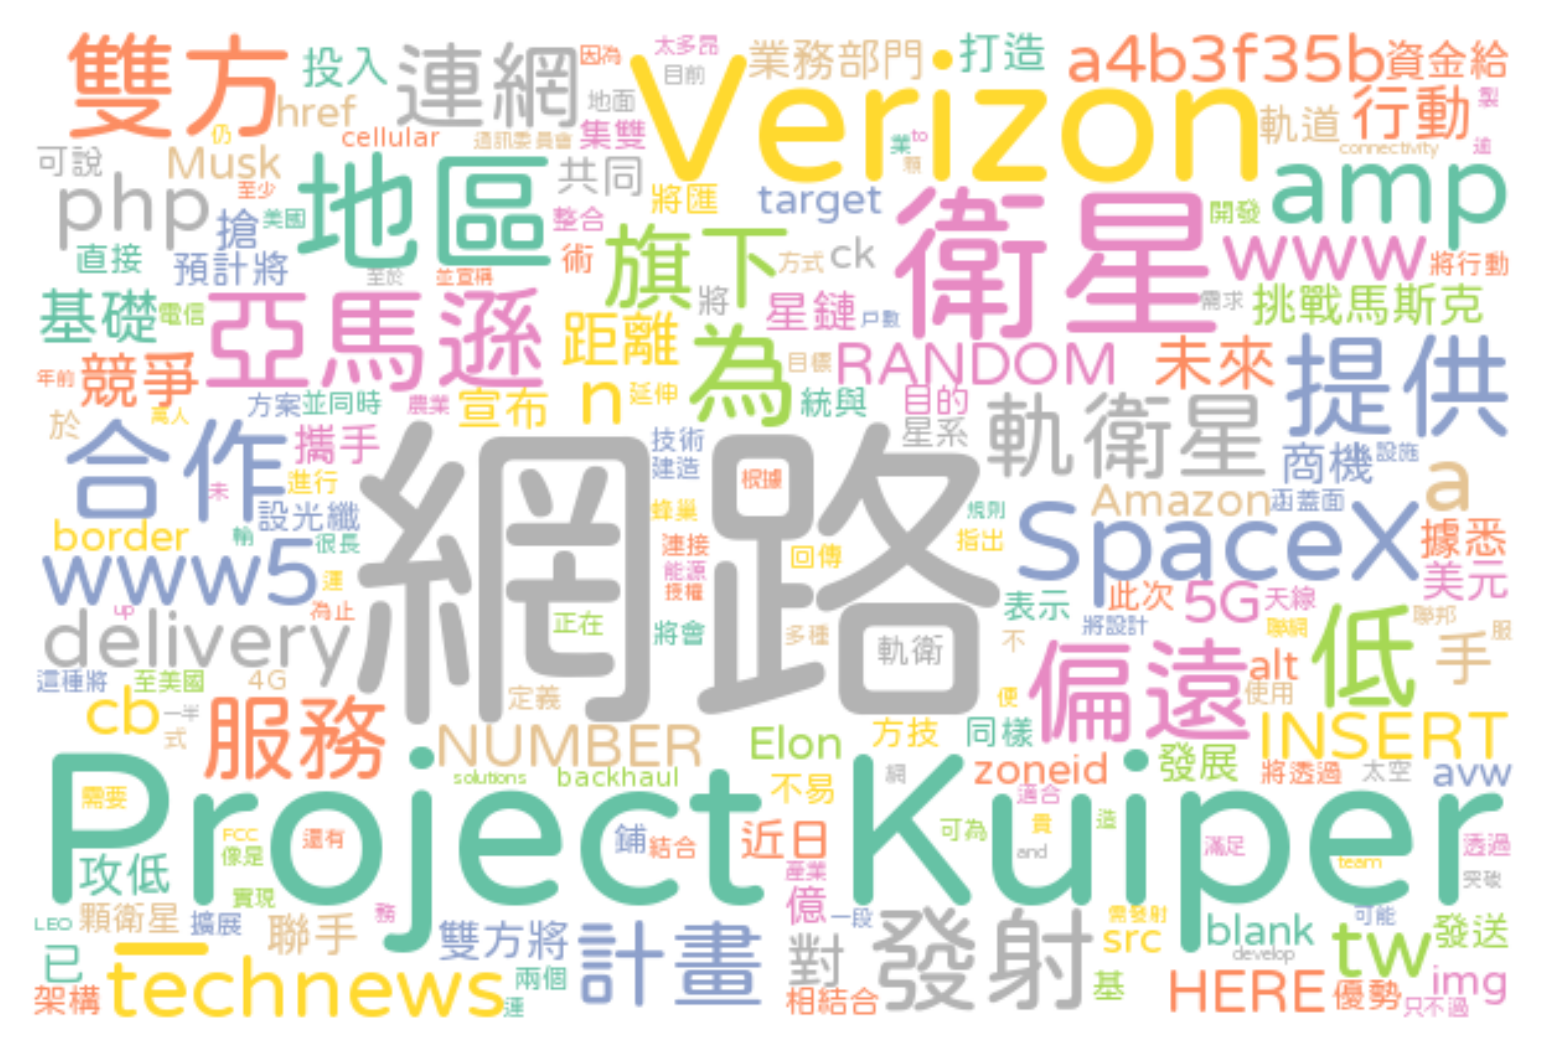 雙方
投入
連網
因為
太多昂
目前
業務部門
打造
a4b3f35b
資金給
href
仍
cellular
通訊委員會
地面
集雙
Verizon
業
to
軌道
行動
connectivity
可說
Musk
至少
php
搶
美國
地區
共同
整合
將匯
target
衛星
開發
amp
直接
預計將
至於
並宣稱
術
旗下
方式
ck
www
將行動
基礎
電信
亞馬遜
距離
將
星鏈
戶數
需求
挑戰馬斯克
年前
競爭
為
目標
RANDOM
未來
提供
於
萬人
方案
並同時
農業
宣布
n
延伸
統與
目的
星系
軌衛星
合作
攜手
未
進行
網路
技術
建造
根據
商機
設施
a
設光纖
Amazon
涵蓋面
border
輸
很長
蜂巢
規則
指出
SpaceX
據悉
www5
運
連接
能源
授權
回傳
美元
up
為止
delivery
正在
將會
多種
軌衛
表示
此次
5G
天線
將設計
聯網
聯邦
服
不
這種將
至美國
4G
定義
便
偏遠
alt
使用
低
手
cb
一半
式
服務
NUMBER
Elon
方技
同樣
INSERT
solutions
backhaul
不易
網
zoneid
發展
將透過
太空
avw
Project Kuiper
需要
FCC
像是
還有
鋪
結合
近日
適合
貴
造
可為
and
滿足
team
透過
突破
攻低
實現
產業
億
一段
LEO
顆衛星
擴展
聯手
務
雙方將
計畫
對
發射
需發射
src
blank
可能
develop
tw
發送
已
架構
technews
運
兩個
相結合
基
HERE
優勢
img
只不過